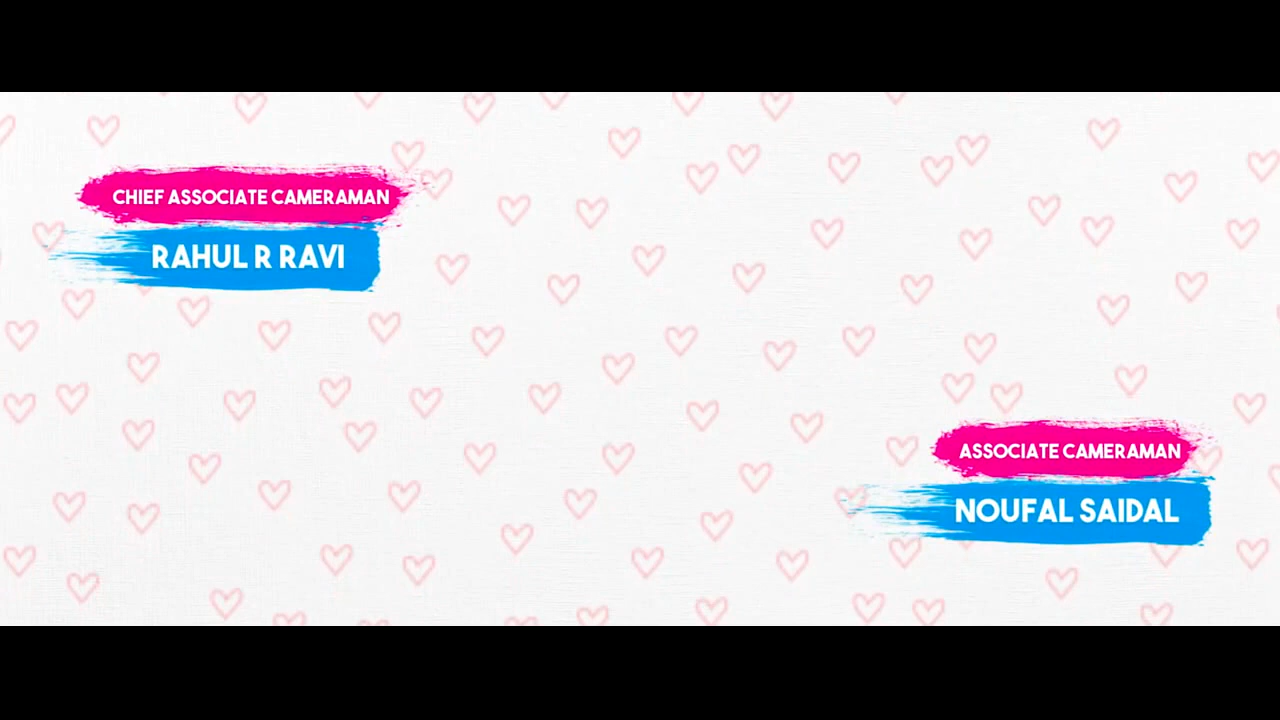 CHIEF ASSOCIATE CAMERAMAN
RAHUL R RAVI
ASSOCIATE CAMERAMAN
NOUFAL SAIDAL